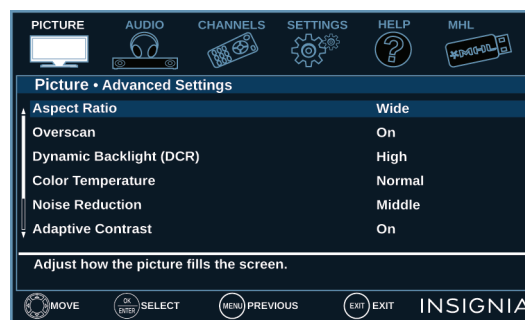 PICTURE AUDIO CHANNELS SETTINGS HELP MHL
Picture • Advanced Settings
Aspect Ratio Wide
Overscan On
Dynamic Backlight (DCR) High
Color Temperature Normal
Noise Reduction Middle
Adaptive Contrast On
Adjust how the picture fills the screen.
MOVE OK ENTER SELECT MENU PREVIOUS EXIT EXIT INSIGNIA